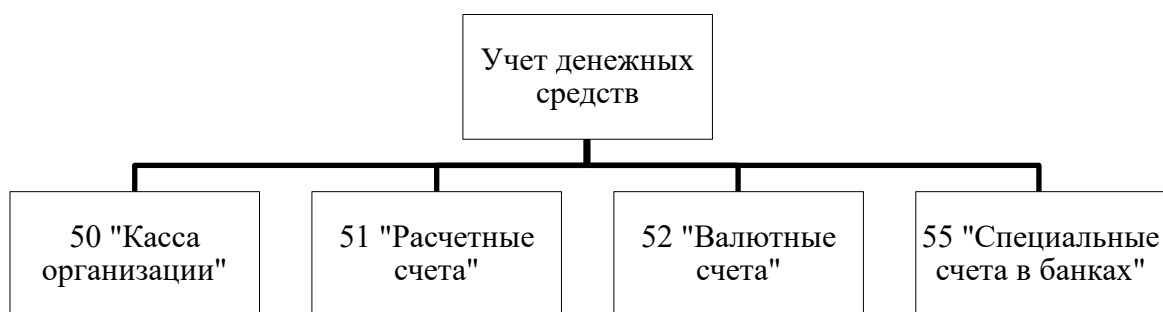 Учет денежных
средств
50 "Касса
организации"
51 "Расчетные
счета"
52 "Валютные
счета"
55 "Специальные
счета в банках"